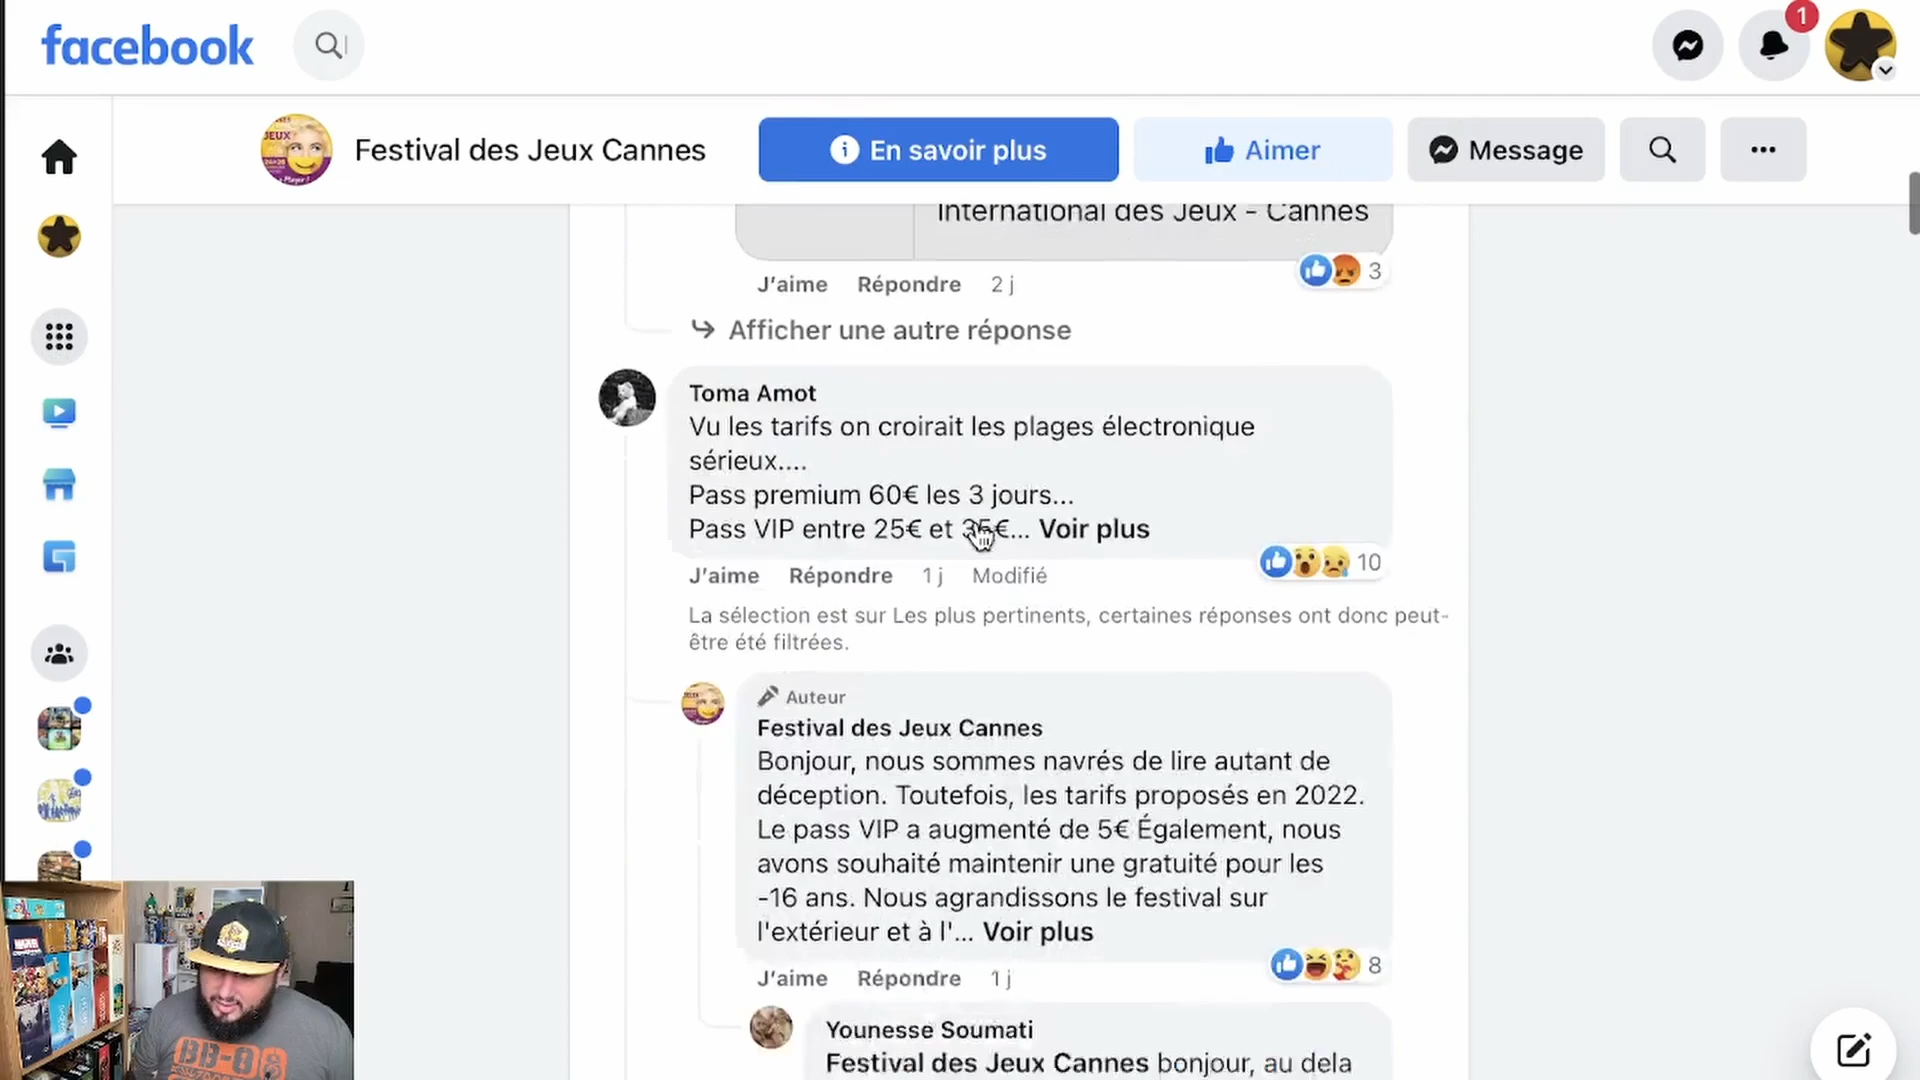 facebook
1
Festival des Jeux Cannes
En savoir plus
Aimer
Message
International des Jeux - Cannes
J'aime Répondre 2 j
3
Afficher une autre réponse
Toma Amot
Vu les tarifs on croirait les plages électronique
sérieux....
Pass premium 60€ les 3 jours...
Pass VIP entre 25€ et 35€... Voir plus
10
J'aime Répondre 1 j Modifié
La sélection est sur Les plus pertinents, certaines réponses ont donc peut-
être été filtrées.
Auteur
Festival des Jeux Cannes
Bonjour, nous sommes navrés de lire autant de
déception. Toutefois, les tarifs proposés en 2022.
Le pass VIP a augmenté de 5€ Également, nous
avons souhaité maintenir une gratuité pour les
-16 ans. Nous agrandissons le festival sur
l'extérieur et à l'... Voir plus
8
J'aime Répondre 1 j
Younesse Soumati
Festival des Jeux Cannes bonjour, au dela
BB-8